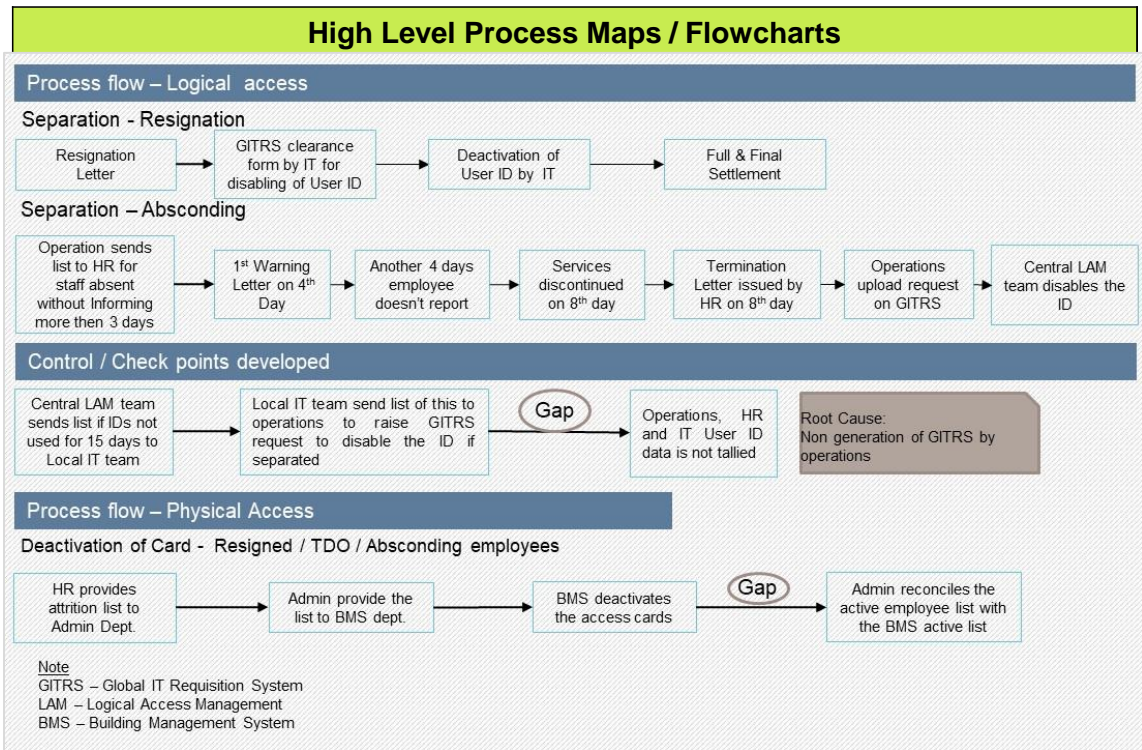 High Level Process Maps / Flowcharts
Process flow – Logical access
Separation - Resignation
Resignation
Letter
GITRS clearance
form by IT for
disabling of User ID
Deactivation of
User ID by IT
Full & Final
Settlement
Separation – Absconding
Operation sends
list to HR for
staff absent
without Informing
more then 3 days
1st Warning
Letter on 4th
Day
Another 4 days
employee
doesn't report
Services
discontinued
on 8th day
Termination
Letter issued by
HR on 8th day
Operations
upload request
on GITRS
Central LAM
team disables the
ID
Control / Check points developed
Central LAM team
sends list if IDs not
used for 15 days to
Local IT team
Local IT team send list of this to
operations to raise GITRS
request to disable the ID if
separated
Gap
Operations, HR
and IT User ID
data is not tallied
Root Cause:
Non generation of GITRS by
operations
Process flow – Physical Access
Deactivation of Card - Resigned / TDO / Absconding employees
HR provides
attrition list to
Admin Dept.
Admin provide the
list to BMS dept.
BMS deactivates
the access cards
Gap
Admin reconciles the
active employee list with
the BMS active list
Note
GITRS – Global IT Requisition System
LAM – Logical Access Management
BMS – Building Management System